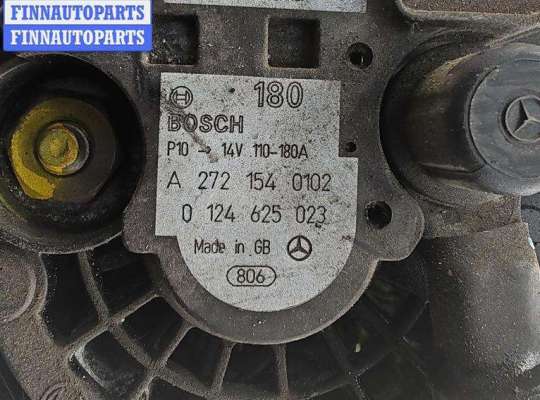 FINNAUTOPARTS
FINNAUTOPARTS
180
BOSCH
P10 → 14V 110-180A
A 272 154 0102
0 124 625 023
Made in GB
806